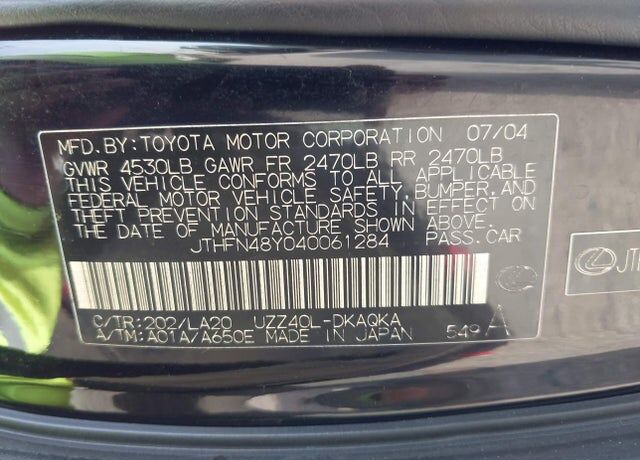 MFD. BY: TOYOTA MOTOR CORPORATION 07/04
GVWR 4530LB GAWR FR 2470LB RR 2470LB
THIS VEHICLE CONFORMS TO ALL APPLICABLE
FEDERAL MOTOR VEHICLE SAFETY, BUMPER, AND
THEFT PREVENTION STANDARDS IN EFFECT ON
THE DATE OF MANUFACTURE SHOWN ABOVE.
JTHFN48Y040061284 PASS. CAR
C/TR: 202/LA20 UZZ40L-DKAQKA
A/TM: A01A/A650E MADE IN JAPAN 549 A
JTH